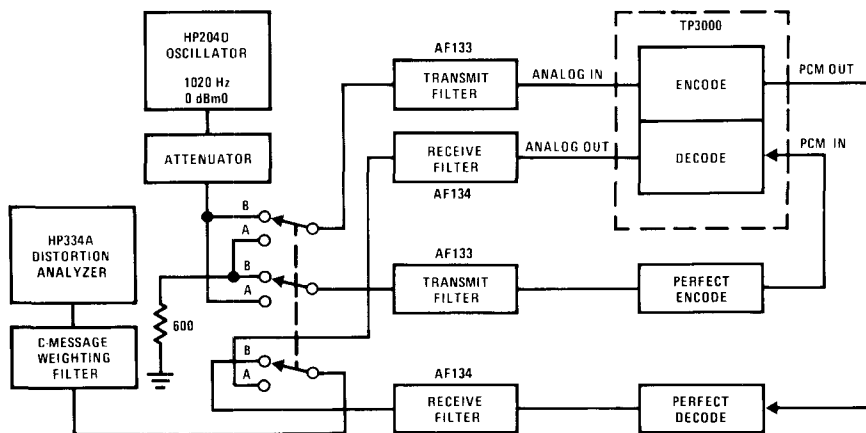 HP204D
OSCILLATOR
1020 Hz
0 dBm0
ATTENUATOR
HP334A
DISTORTION
ANALYZER
C-MESSAGE
WEIGHTING
FILTER
600
B
A
B
A
B
A
AF133
TRANSMIT
FILTER
ANALOG IN
RECEIVE
FILTER
AF134
ANALOG OUT
TP3000
ENCODE
DECODE
PCM OUT
PCM IN
AF133
TRANSMIT
FILTER
PERFECT
ENCODE
AF134
RECEIVE
FILTER
PERFECT
DECODE